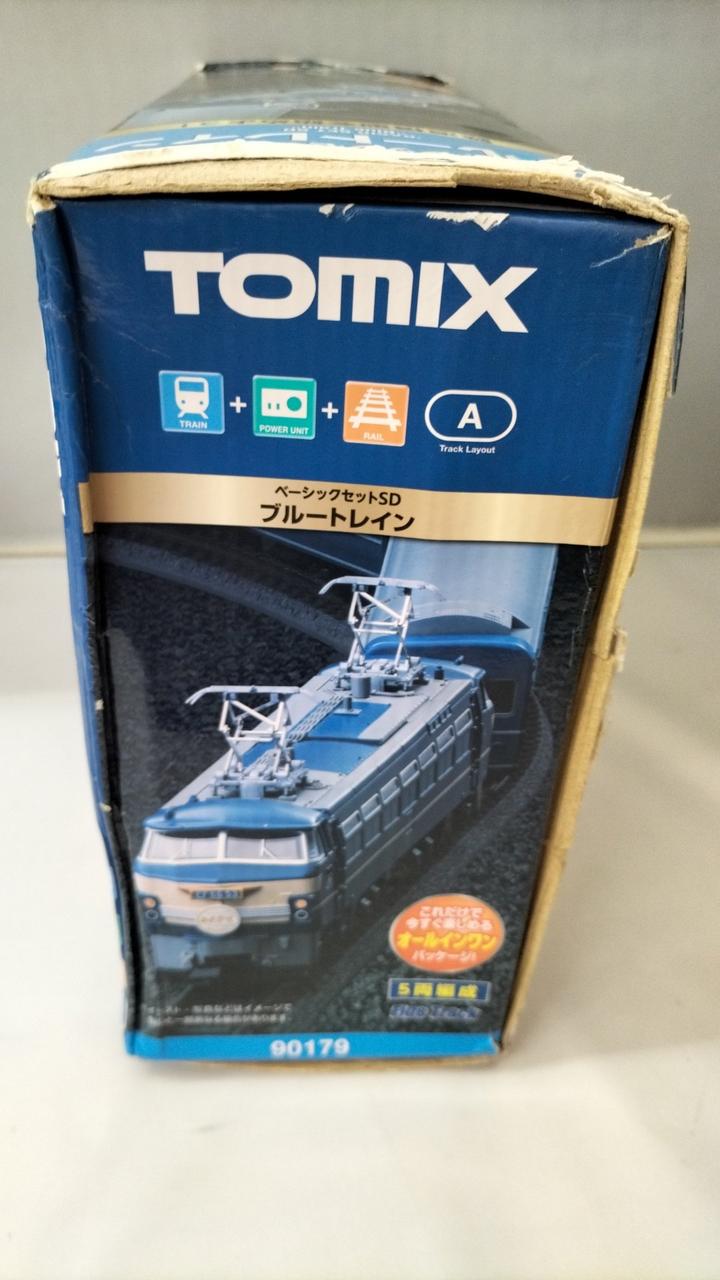 TOMIX
TRAIN + POWER UNIT + RAIL
A
Track Layout
ベーシックセットSD
ブルートレイン
これだけで
今すぐ楽しめる
オールインワン
パッケージ!
5両編成
90179